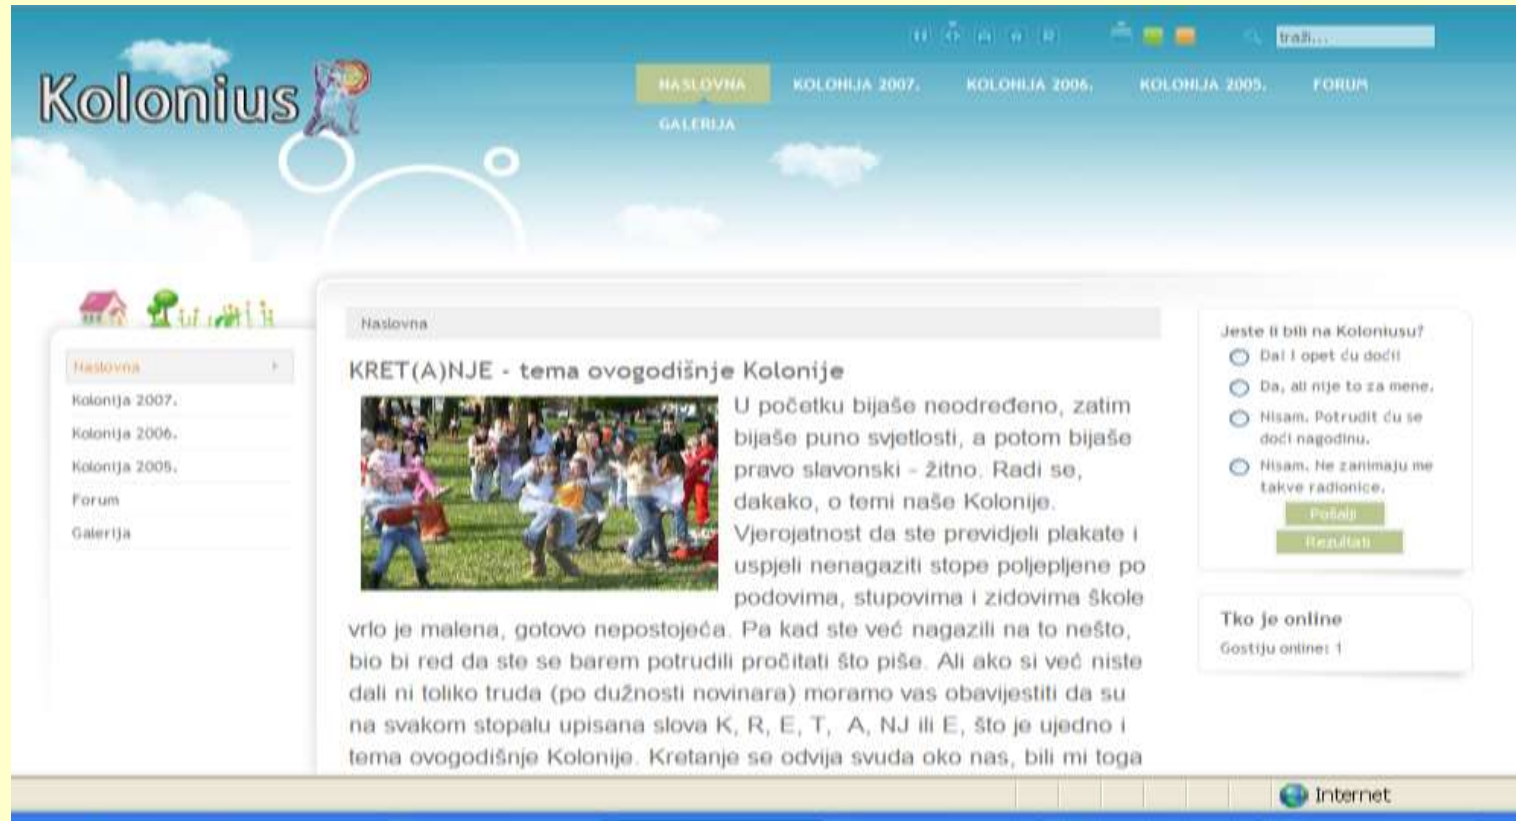 Kolonius
traži...
NASLOVNA
KOLONIJA 2007.
KOLONIJA 2006.
KOLONIJA 2005.
FORUM
GALERIJA
Naslovna
Kolonija 2007.
Kolonija 2006.
Kolonija 2005.
Forum
Galerija
Naslovna
KRET(A)NJE - tema ovogodišnje Kolonije
U početku bijaše neodređeno, zatim
bijaše puno svjetlosti, a potom bijaše
pravo slavonski - žitno. Radi se,
dakako, o temi naše Kolonije.
Vjerojatnost da ste previdjeli plakate i
uspjeli nenagaziti stope poljepljene po
podovima, stupovima i zidovima škole
vrlo je malena, gotovo nepostojeća. Pa kad ste već nagazili na to nešto,
bio bi red da ste se barem potrudili pročitati što piše. Ali ako si već niste
dali ni toliko truda (po dužnosti novinara) moramo vas obavijestiti da su
na svakom stopalu upisana slova K, R, E, T, A, NJ ili E, što je ujedno i
tema ovogodišnje Kolonije. Kretanje se odvija svuda oko nas, bili mi toga
Jeste li bili na Koloniusu?
Da! I opet ću doći!
Da, ali nije to za mene.
Nisam. Potrudit ću se
doći nagodinu.
Nisam. Ne zanimaju me
takve radionice.
Pošalji
Rezultati
Tko je online
Gostiju online: 1
Internet